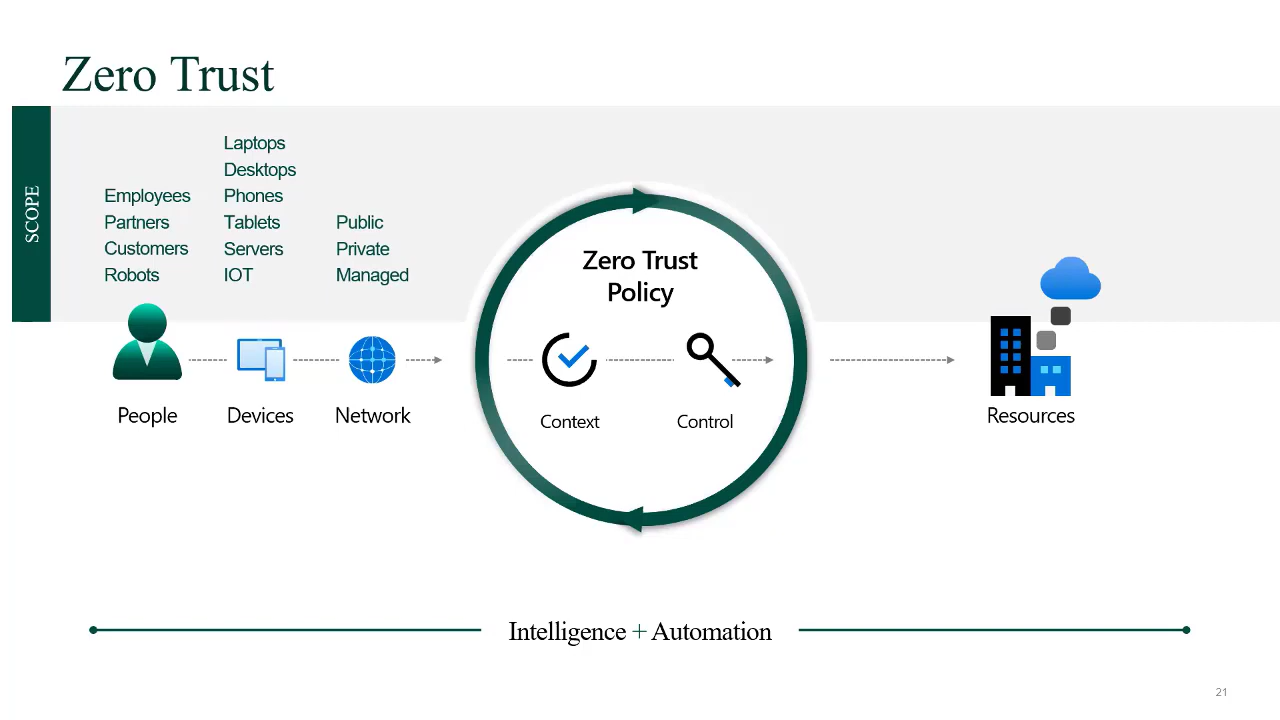 Zero Trust
SCOPE
Employees
Partners
Customers
Robots
Laptops
Desktops
Phones
Tablets
Servers
IOT
Public
Private
Managed
People
Devices
Network
Zero Trust
Policy
Context
Control
Resources
Intelligence + Automation
21